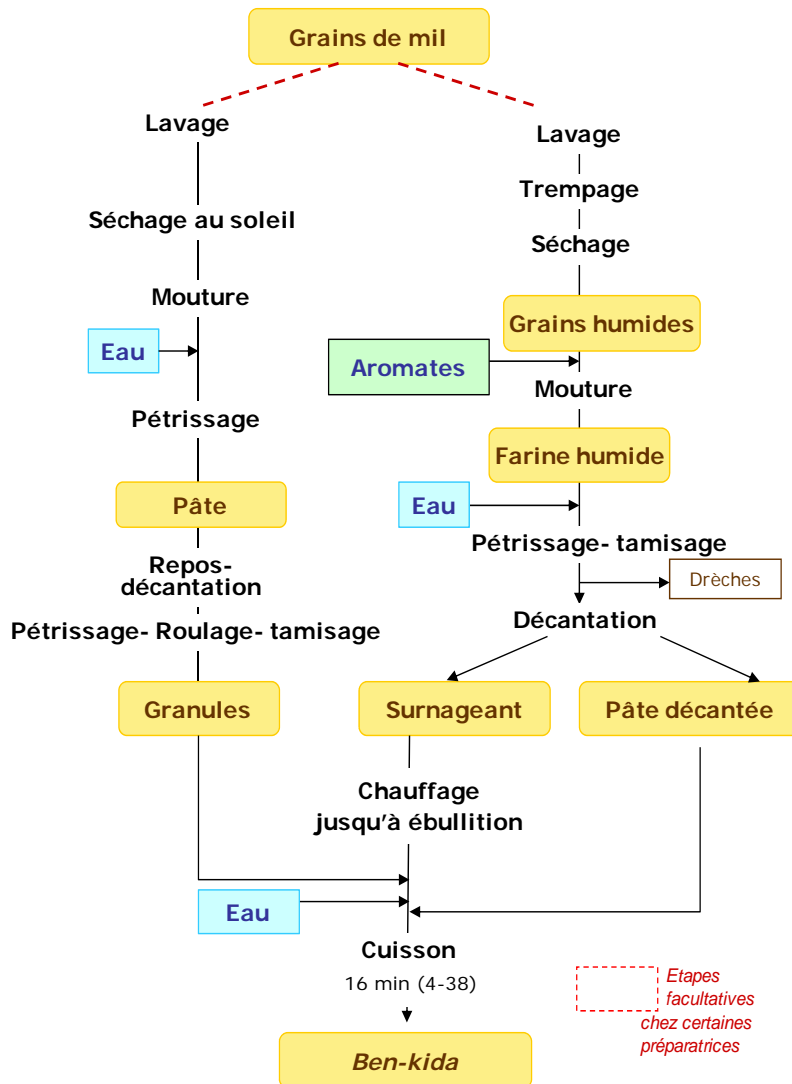 Grains de mil
Lavage
Séchage au soleil
Mouture
Eau
Pétrissage
Pâte
Repos-
décantation
Pétrissage- Roulage- tamisage
Granules
Lavage
Trempage
Séchage
Grains humides
Aromates
Mouture
Farine humide
Eau
Pétrissage- tamisage
Drèches
Décantation
Surnageant
Pâte décantée
Chauffage
jusqu'à ébullition
Eau
Cuisson
16 min (4-38)
Ben-kida
Etapes
facultatives
chez certaines
préparatrices